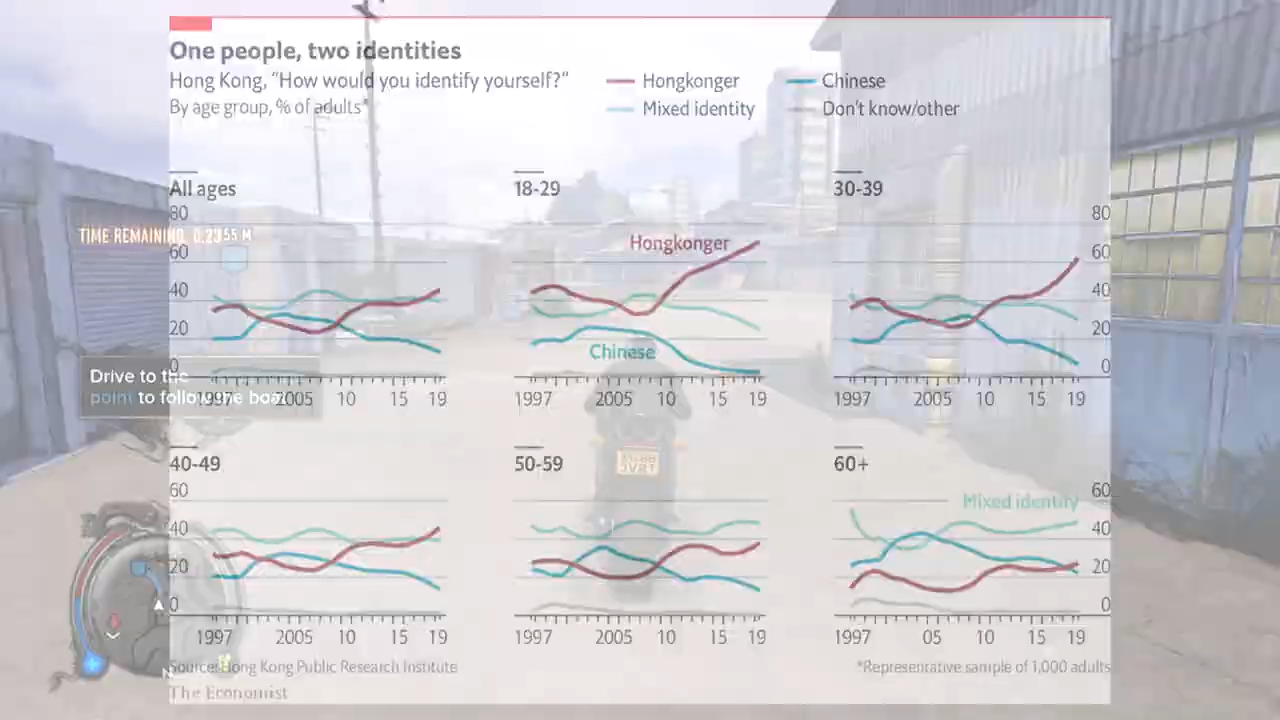 One people, two identities
Hong Kong, "How would you identify yourself?"
By age group, % of adults*
Hongkonger
Chinese
Mixed identity
Don't know/other
All ages
18-29
30-39
80
60
40
20
0
Hongkonger
Chinese
80
60
40
20
0
1997 2005 10 15 19
1997 2005 10 15 19
1997 2005 10 15 19
TIME REMAINING
Drive to the
point to follow the boat
40-49
50-59
60+
60
40
20
0
Mixed identity
60
40
20
0
1997 2005 10 15 19
1997 2005 10 15 19
1997 05 10 15 19
Source: Hong Kong Public Research Institute
*Representative sample of 1,000 adults
The Economist
N